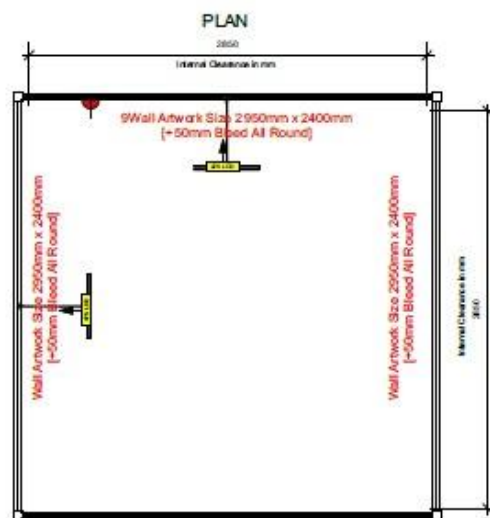 PLAN
2850
Internal Clearance in mm
9Wall Artwork Size 2950mm x 2400mm
[+50mm Bleed All Round]
Wall Artwork Size 2950mm x 2400mm
[+50mm Bleed All Round]
Wall Artwork Size 2950mm x 2400mm
[+50mm Bleed All Round]
Internal Clearance in mm